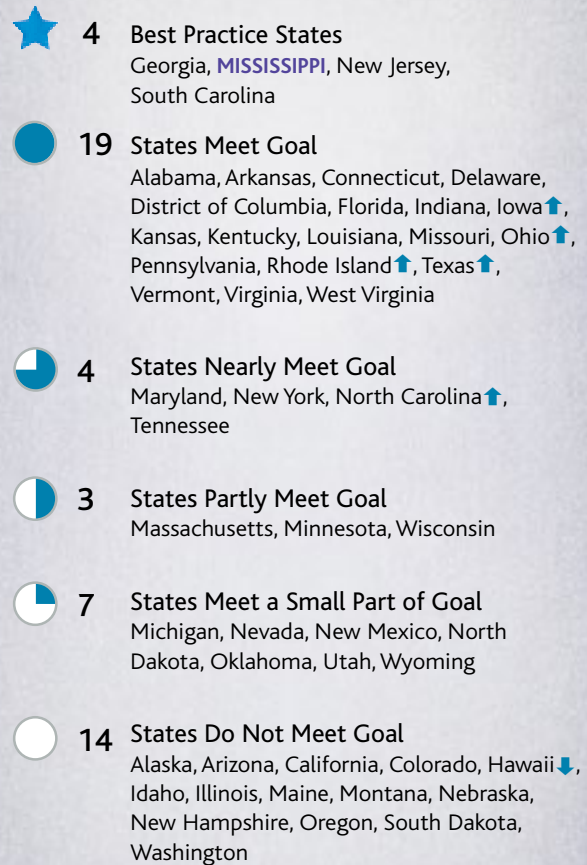 4 Best Practice States
Georgia, MISSISSIPPI, New Jersey,
South Carolina
19 States Meet Goal
Alabama, Arkansas, Connecticut, Delaware,
District of Columbia, Florida, Indiana, Iowa⬆,
Kansas, Kentucky, Louisiana, Missouri, Ohio⬆,
Pennsylvania, Rhode Island⬆, Texas⬆,
Vermont, Virginia, West Virginia
4 States Nearly Meet Goal
Maryland, New York, North Carolina⬆,
Tennessee
3 States Partly Meet Goal
Massachusetts, Minnesota, Wisconsin
7 States Meet a Small Part of Goal
Michigan, Nevada, New Mexico, North
Dakota, Oklahoma, Utah, Wyoming
14 States Do Not Meet Goal
Alaska, Arizona, California, Colorado, Hawaii⬇,
Idaho, Illinois, Maine, Montana, Nebraska,
New Hampshire, Oregon, South Dakota,
Washington